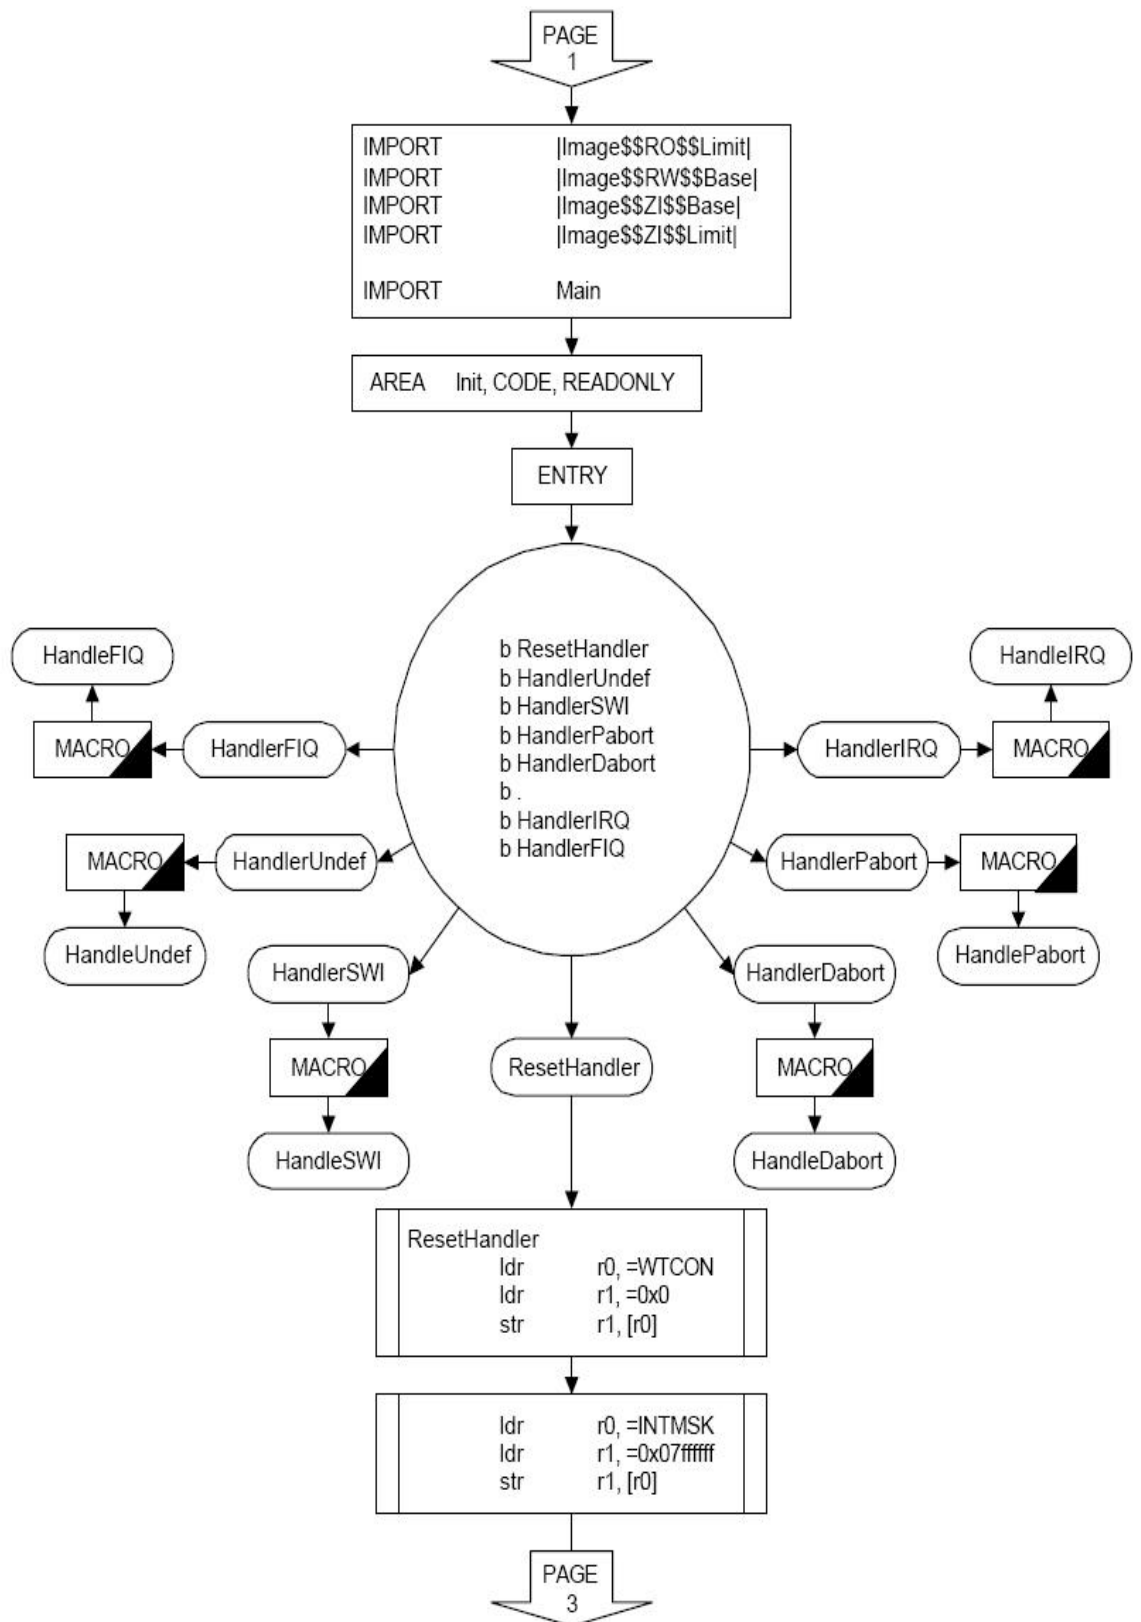 PAGE
1
IMPORT |Image$$RO$$Limit|
IMPORT |Image$$RW$$Base|
IMPORT |Image$$ZI$$Base|
IMPORT |Image$$ZI$$Limit|
IMPORT Main
AREA Init, CODE, READONLY
ENTRY
b ResetHandler
b HandlerUndef
b HandlerSWI
b HandlerPabort
b HandlerDabort
b .
b HandlerIRQ
b HandlerFIQ
HandleFIQ
MACRO
HandlerFIQ
HandleIRQ
HandlerIRQ
MACRO
MACRO
HandlerUndef
HandleUndef
HandlerPabort
MACRO
HandlePabort
HandlerSWI
MACRO
HandleSWI
ResetHandler
HandlerDabort
MACRO
HandleDabort
ResetHandler
ldr r0, =WTCON
ldr r1, =0x0
str r1, [r0]
ldr r0, =INTMSK
ldr r1, =0x07ffffff
str r1, [r0]
PAGE
3